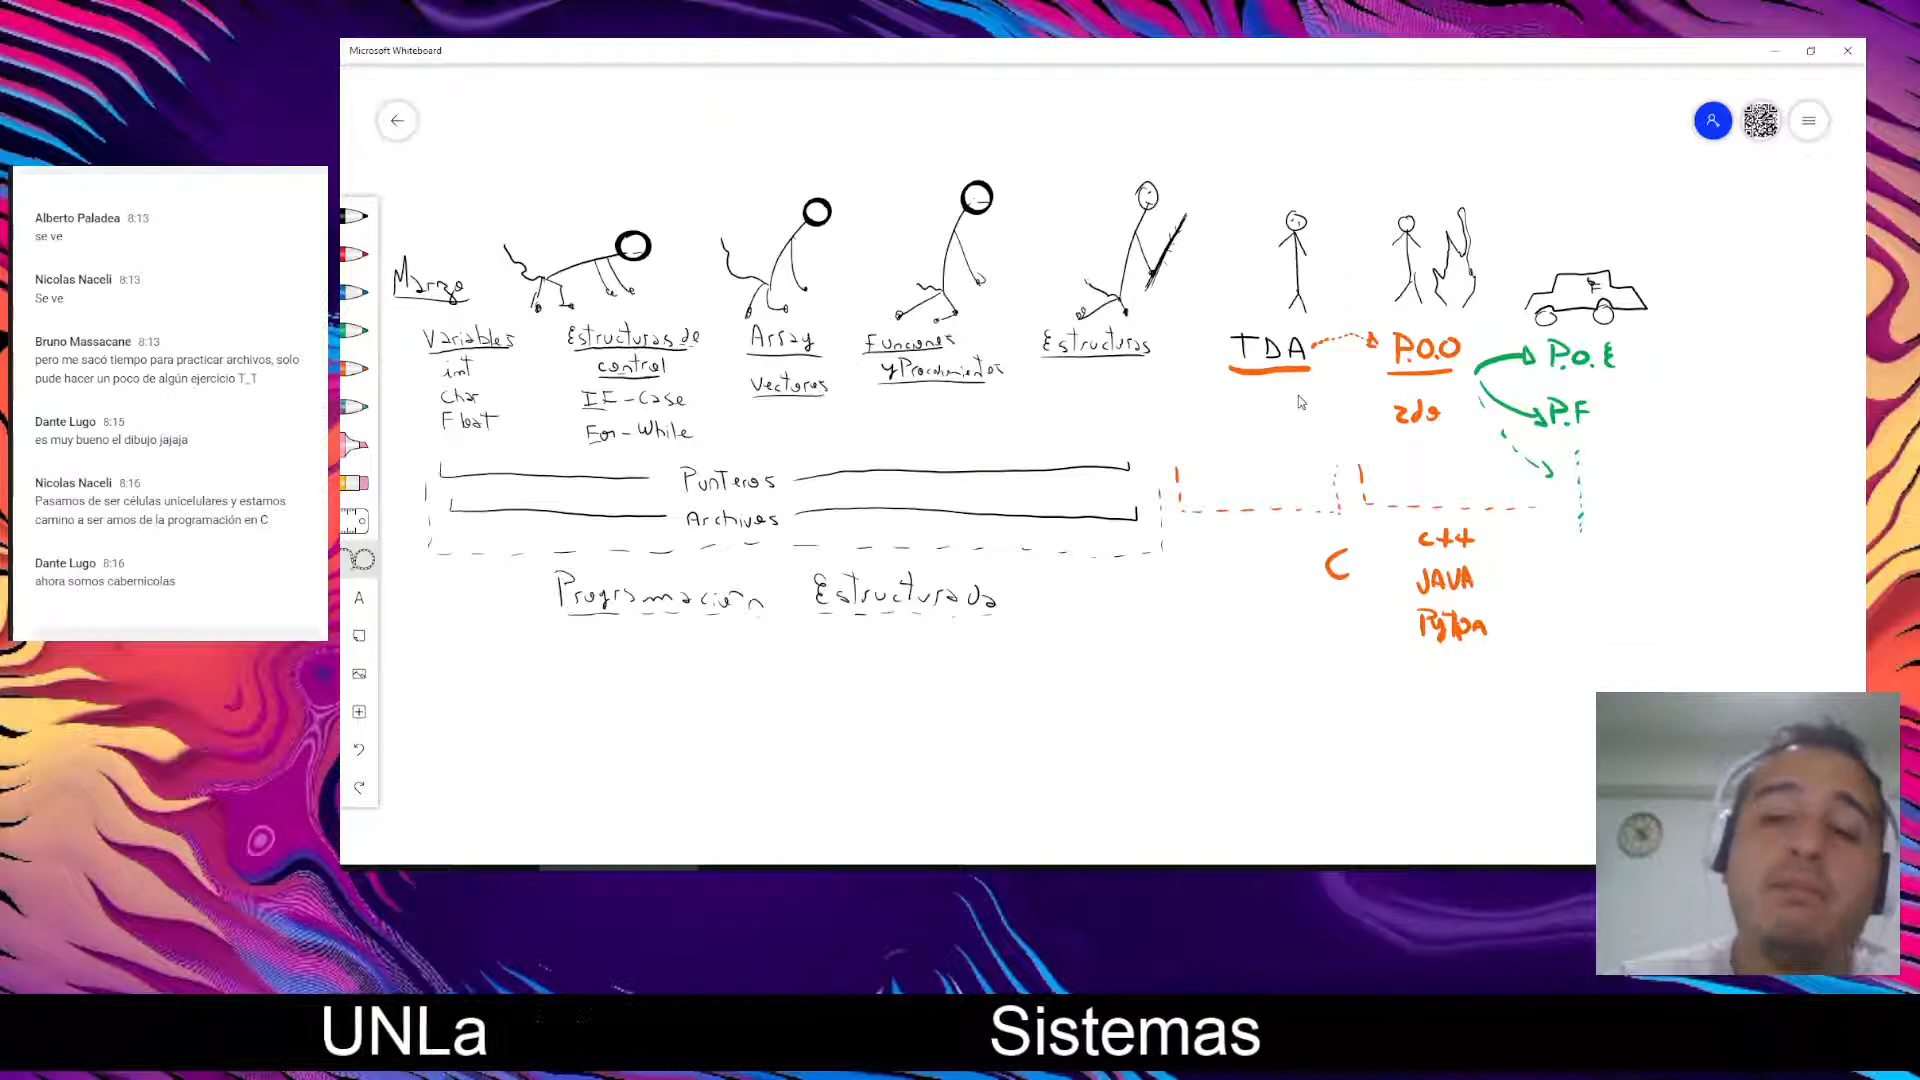 Microsoft Whiteboard
Alberto Paladea 8:13
se ve
Nicolas Naceli 8:13
Se ve
Bruno Massacane 8:13
pero me sacó tiempo para practicar archivos, solo
pude hacer un poco de algún ejercicio T_T
Dante Lugo 8:15
es muy bueno el dibujo jajaja
Nicolas Naceli 8:16
Pasamos de ser células unicelulares y estamos
camino a ser amos de la programación en C
Dante Lugo 8:16
ahora somos cabernicolas
Marzo
Variables
int
Char
Float
Estructuras de
control
IF-Case
For-While
Array
Vectores
Funciones
y Procedimientos
Estructuras
TDA
P.O.O
2do
P.O.E
P.F
Punteros
Archivos
Programación Estructurada
C
C++
JAVA
A
UNLa
Sistemas